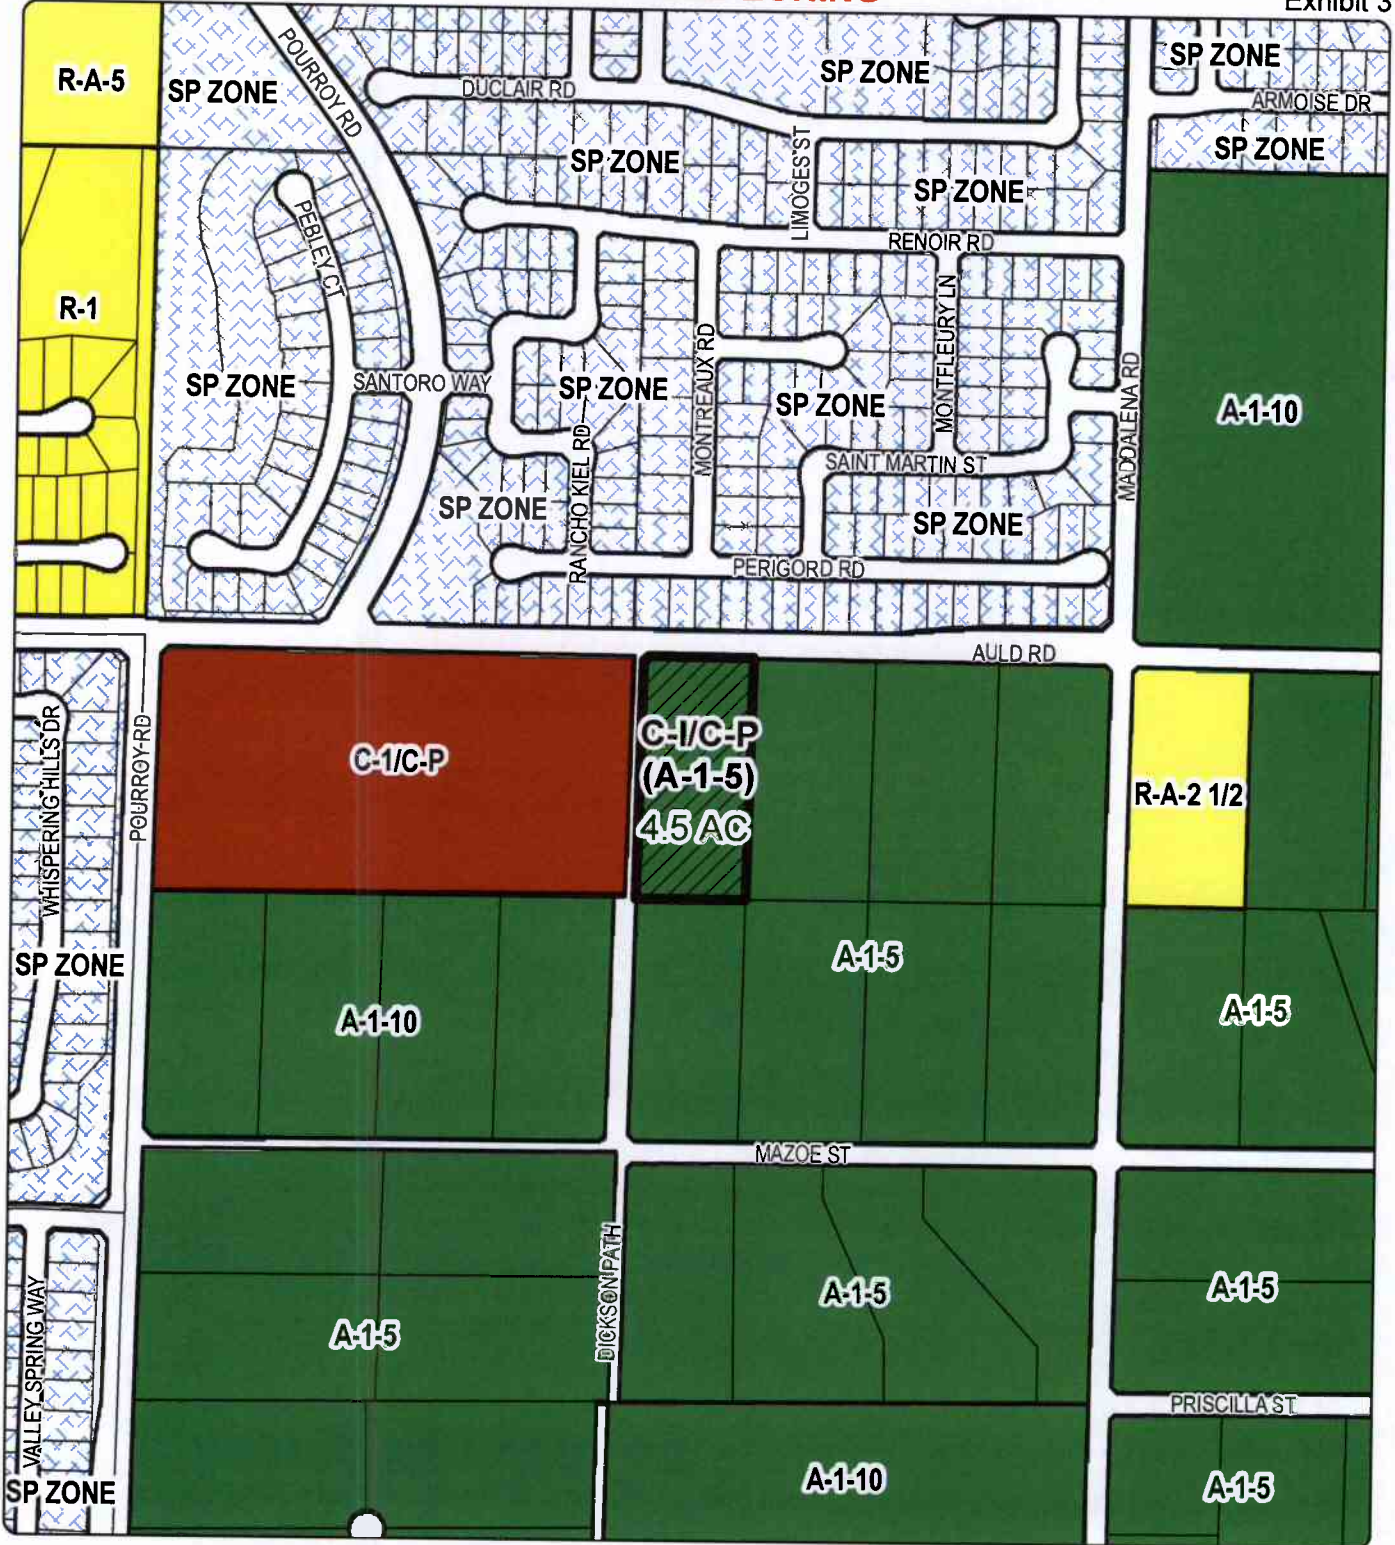 Exhibit 3
R-A-5
SP ZONE
POURROY RD
DUCLAIR RD
SP ZONE
SP ZONE
ARMOISE DR
SP ZONE
SP ZONE
LIMOGES ST
SP ZONE
PEBLEY CT
RENOIR RD
R-1
SP ZONE
SANTORO WAY
SP ZONE
MONTREAUX RD
SP ZONE
MONTFLEURY LN
MADDALENA RD
A-1-10
SAINT MARTIN ST
SP ZONE
RANCHO KIEL RD
SP ZONE
PERIGORD RD
AULD RD
WHISPERING HILLS DR
POURROY RD
C-1/C-P
C-I/C-P
(A-1-5)
4.5 AC
R-A-2 1/2
SP ZONE
A-1-10
A-1-5
A-1-5
MAZOE ST
DICKSON PATH
VALLEY SPRING WAY
A-1-5
A-1-5
A-1-5
PRISCILLA ST
SP ZONE
A-1-10
A-1-5